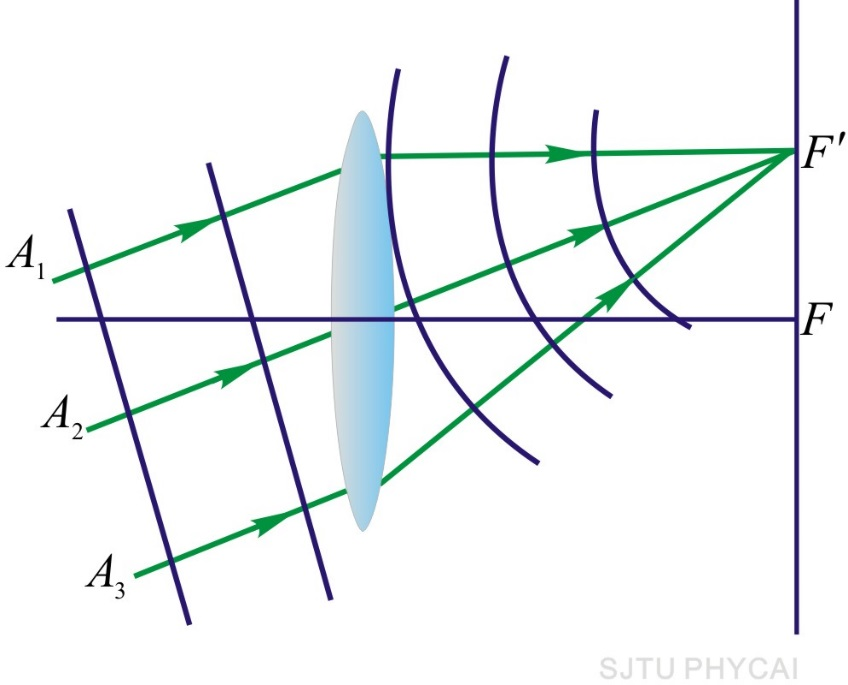 F′
A₁
F
A₂
A₃
SJTU PHYCAI